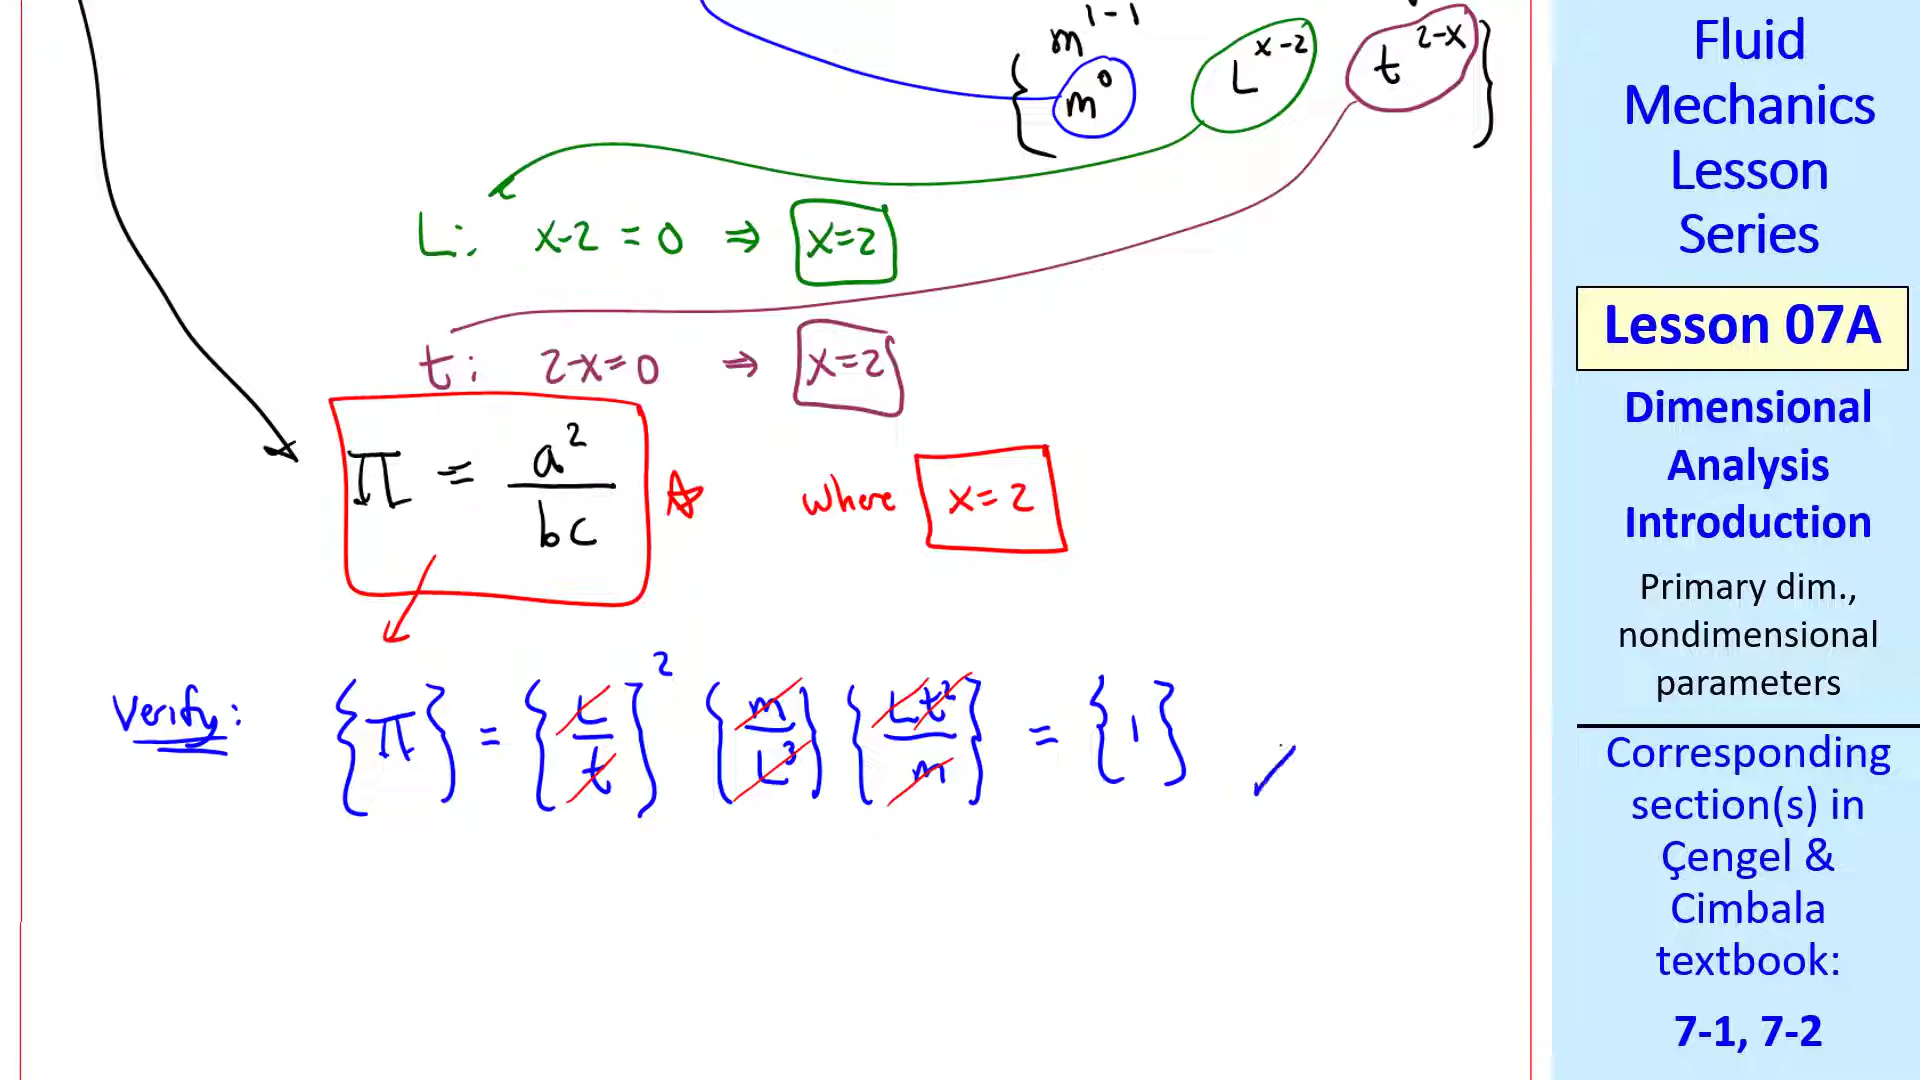 m^{1-1}
{ m^0 L^{x-2} t^{2-x} }
L: x-2 = 0 ⇒ x=2
t: 2-x=0 ⇒ x=2
Π = a^2/bc ☆ where x=2
Verify: {Π} = {L/t}^2 {m/L^3} {Lt^2/m} = {1} ✓
Fluid
Mechanics
Lesson
Series
Lesson 07A
Dimensional
Analysis
Introduction
Primary dim.,
nondimensional
parameters
Corresponding
section(s) in
Çengel &
Cimbala
textbook:
7-1, 7-2